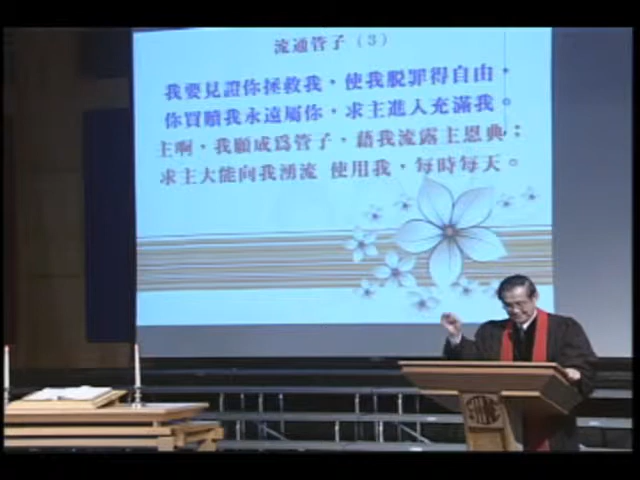 流通管子(3)
我要見證你拯救我,使我脱罪得自由,
你買贖我永遠屬你,求主進入充滿我。
主啊,我願成爲管子,藉我流露主恩典;
求主大能向我湧流 使用我,每時每天。